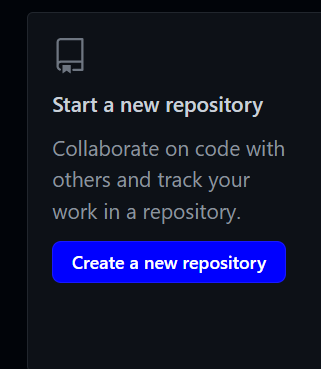 Start a new repository
Collaborate on code with
others and track your
work in a repository.
Create a new repository